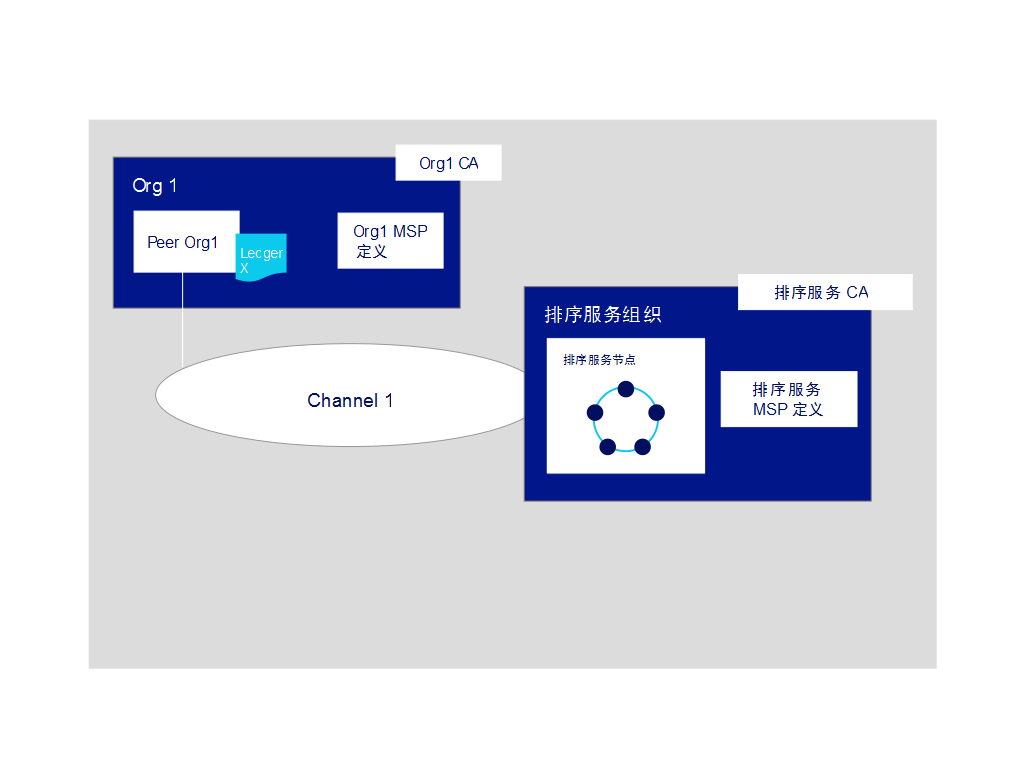 Org1 CA
Org 1
Peer Org1
Lecger
X
Org1 MSP
定义
排序服务 CA
排序服务组织
排序服务节点
排序服务
MSP 定义
Channel 1